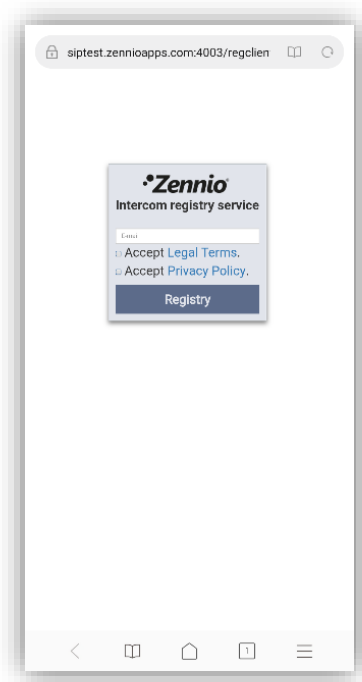 siptest.zennioapps.com:4003/regclien
Zennio
Intercom registry service
Email
Accept Legal Terms.
Accept Privacy Policy.
Registry
1